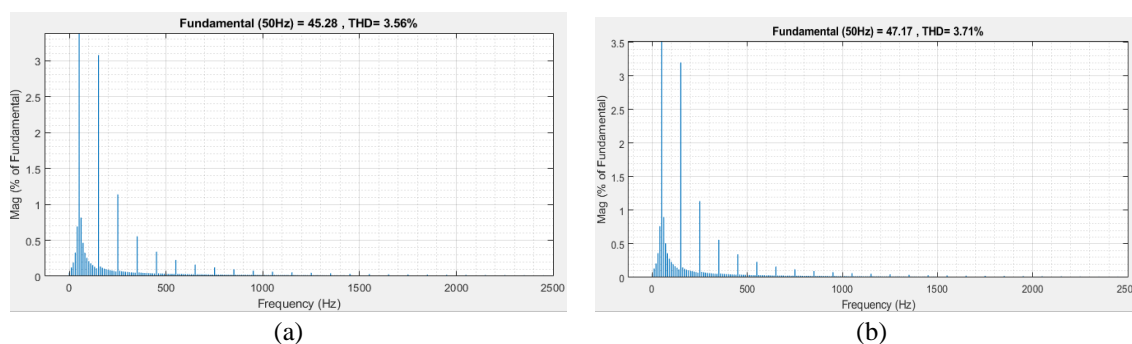 Fundamental (50Hz) = 45.28 , THD= 3.56%
Mag (% of Fundamental)
3
2.5
2
1.5
1
0.5
0
0 500 1000 1500 2000 2500
Frequency (Hz)
(a)
Fundamental (50Hz) = 47.17 , THD= 3.71%
Mag (% of Fundamental)
3.5
3
2.5
2
1.5
1
0.5
0
0 500 1000 1500 2000 2500
Frequency (Hz)
(b)